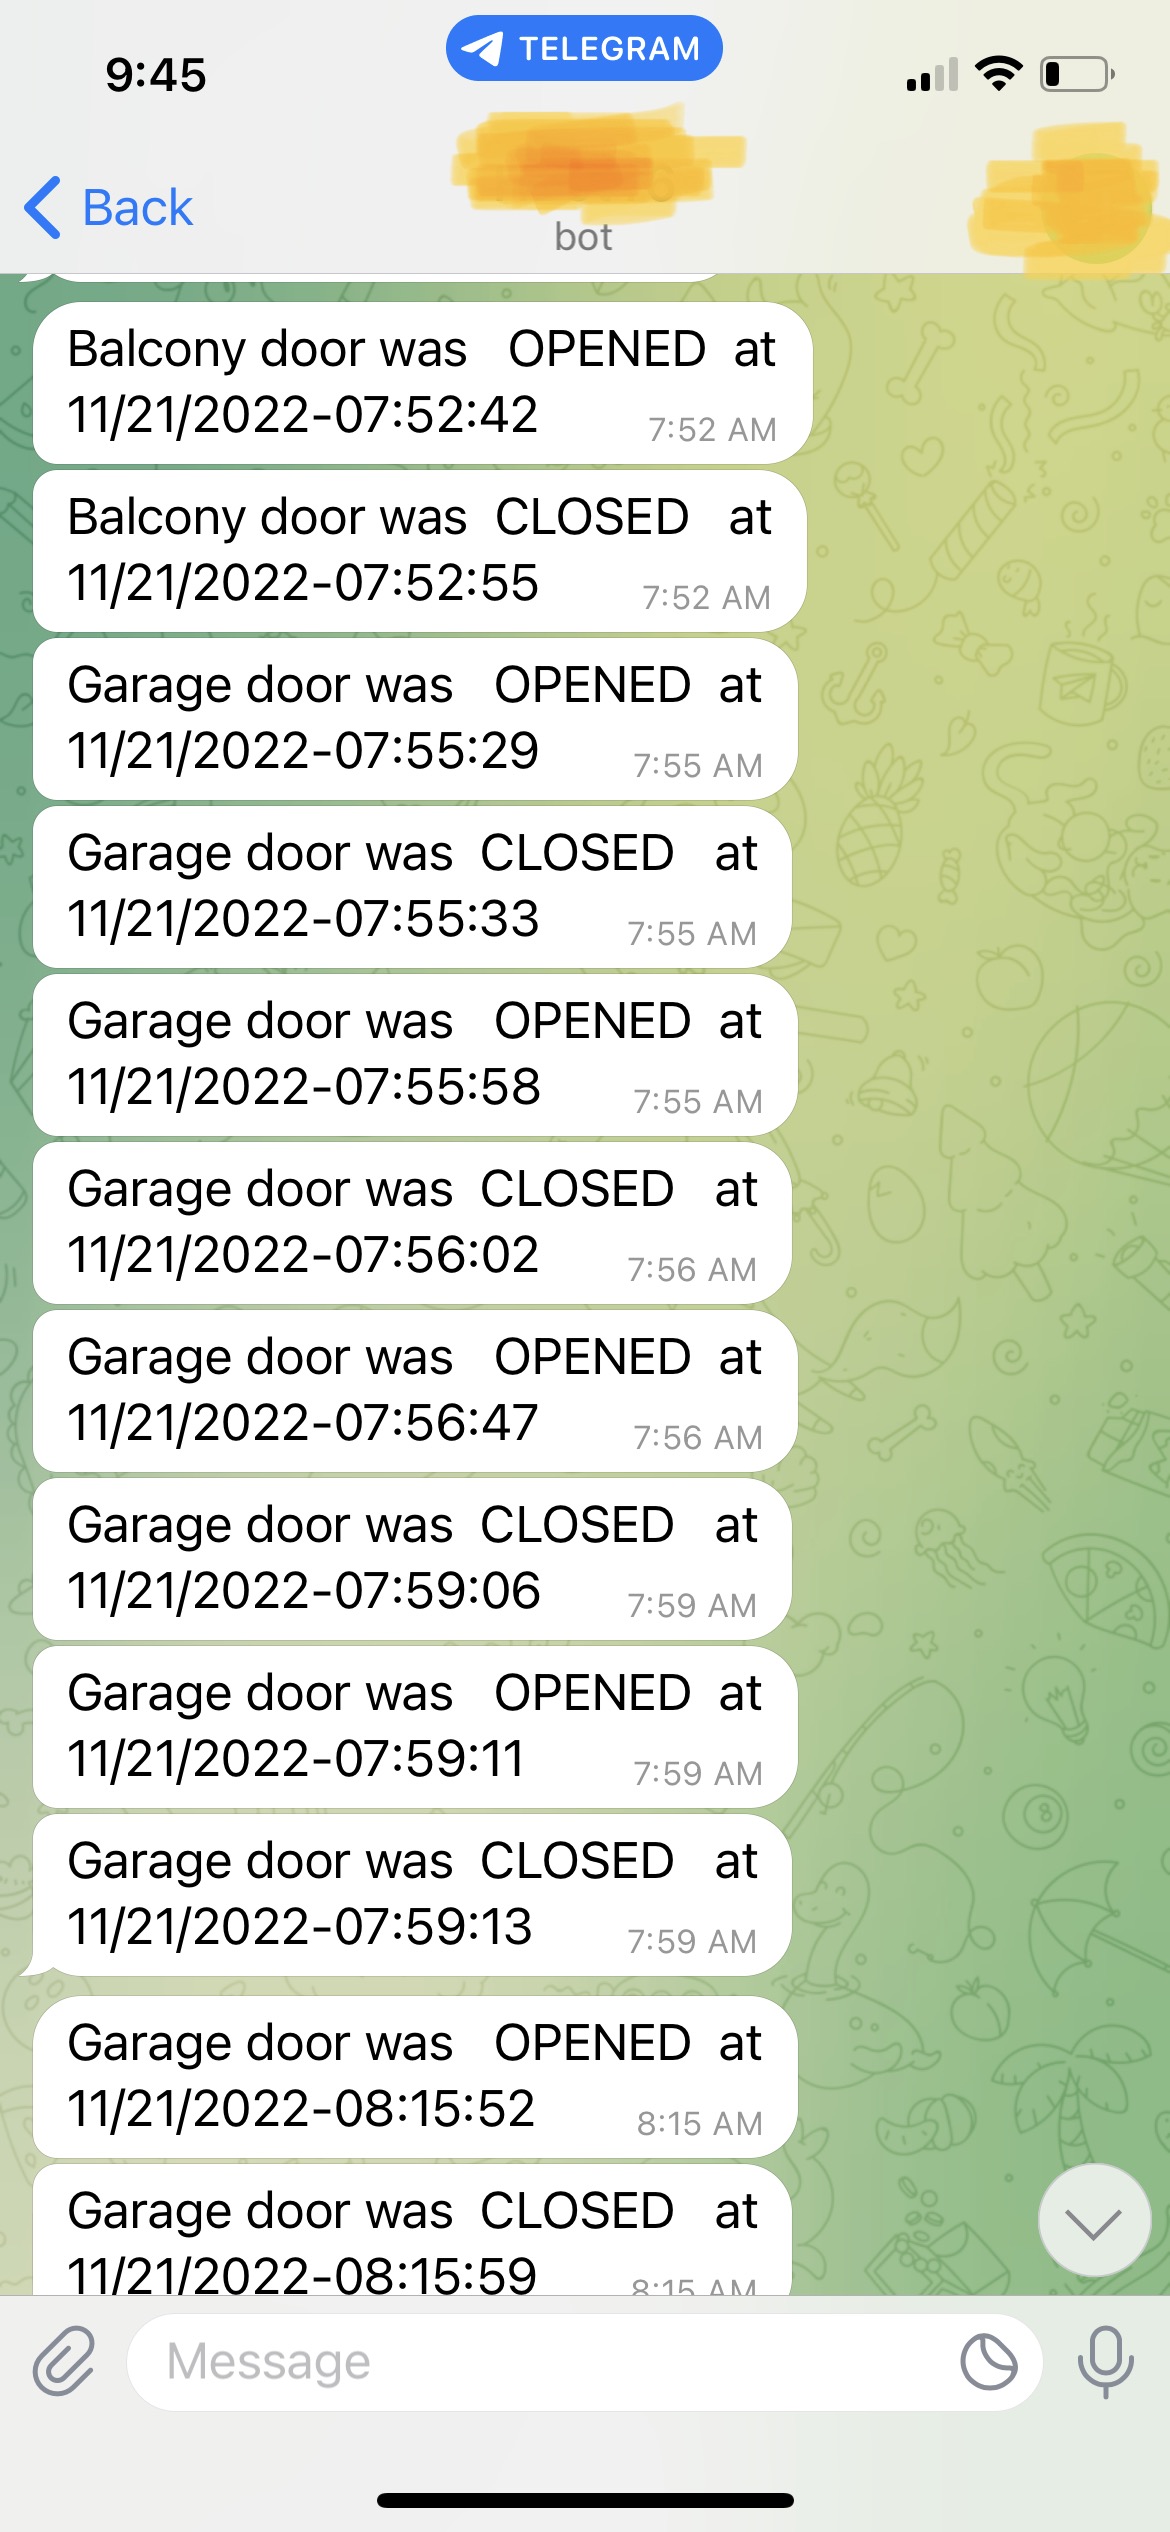 9:45
TELEGRAM
Back
bot
Balcony door was OPENED at
11/21/2022-07:52:42 7:52 AM
Balcony door was CLOSED at
11/21/2022-07:52:55 7:52 AM
Garage door was OPENED at
11/21/2022-07:55:29 7:55 AM
Garage door was CLOSED at
11/21/2022-07:55:33 7:55 AM
Garage door was OPENED at
11/21/2022-07:55:58 7:55 AM
Garage door was CLOSED at
11/21/2022-07:56:02 7:56 AM
Garage door was OPENED at
11/21/2022-07:56:47 7:56 AM
Garage door was CLOSED at
11/21/2022-07:59:06 7:59 AM
Garage door was OPENED at
11/21/2022-07:59:11 7:59 AM
Garage door was CLOSED at
11/21/2022-07:59:13 7:59 AM
Garage door was OPENED at
11/21/2022-08:15:52 8:15 AM
Garage door was CLOSED at
11/21/2022-08:15:59 8:15 AM
Message